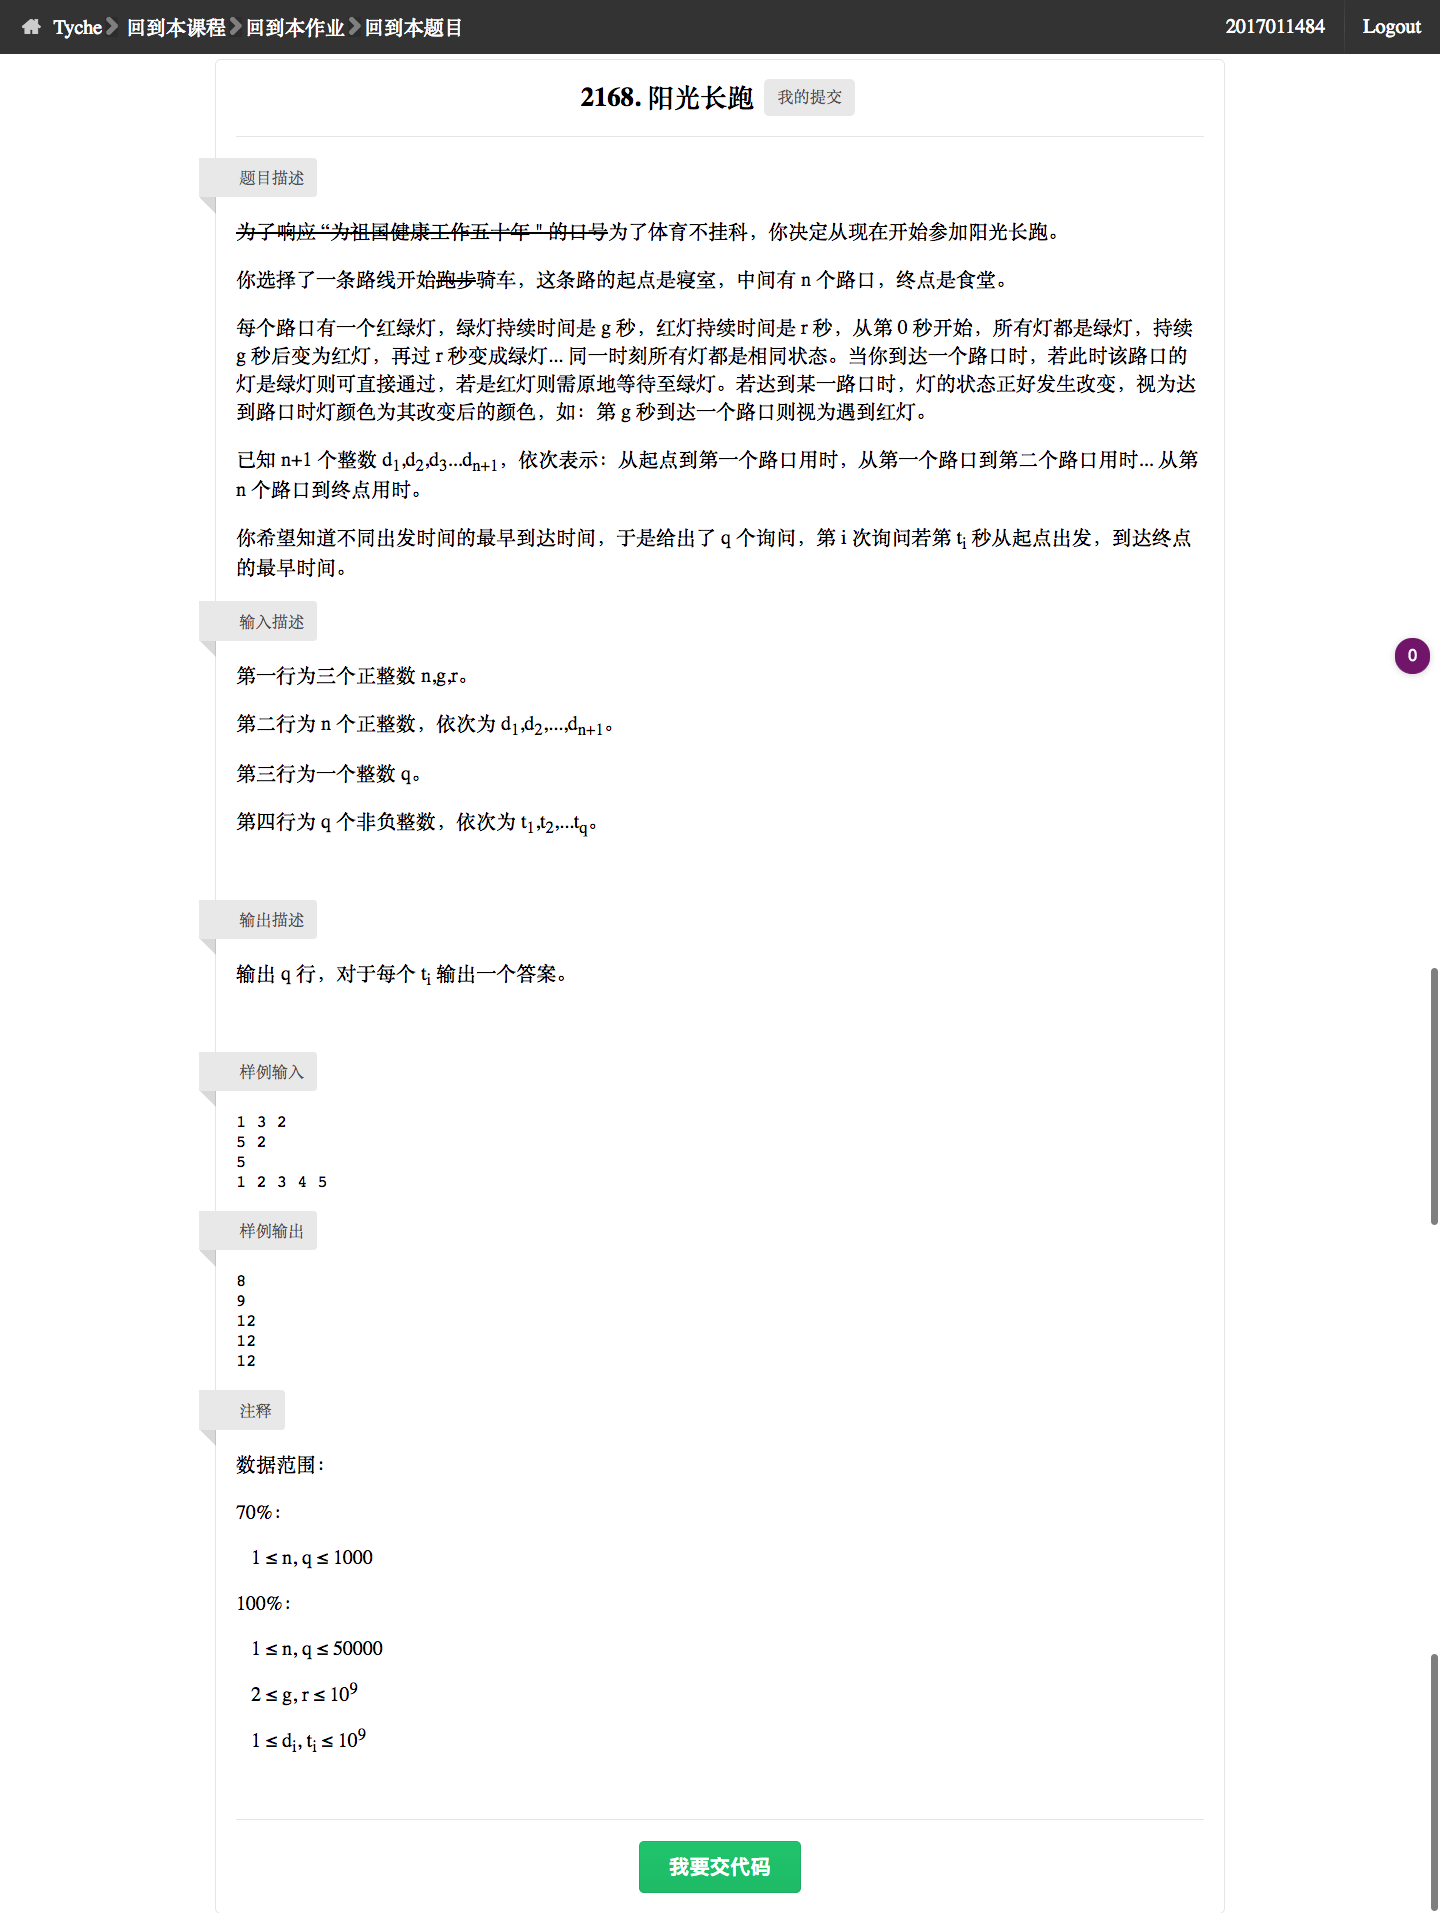 Tyche 回到本课程 回到本作业 回到本题目 2017011484 Logout
2168. 阳光长跑 我的提交
题目描述
为了响应 “为祖国健康工作五十年 " 的口号为了体育不挂科，你决定从现在开始参加阳光长跑。
你选择了一条路线开始跑步骑车，这条路的起点是寝室，中间有 n 个路口，终点是食堂。
每个路口有一个红绿灯，绿灯持续时间是 g 秒，红灯持续时间是 r 秒，从第 0 秒开始，所有灯都是绿灯，持续
g 秒后变为红灯，再过 r 秒变成绿灯... 同一时刻所有灯都是相同状态。当你到达一个路口时，若此时该路口的
灯是绿灯则可直接通过，若是红灯则需原地等待至绿灯。若达到某一路口时，灯的状态正好发生改变，视为达
到路口时灯颜色为其改变后的颜色，如：第 g 秒到达一个路口则视为遇到红灯。
已知 n+1 个整数 d1,d2,d3...dn+1，依次表示：从起点到第一个路口用时，从第一个路口到第二个路口用时... 从第
n 个路口到终点用时。
你希望知道不同出发时间的最早到达时间，于是给出了 q 个询问，第 i 次询问若第 ti 秒从起点出发，到达终点
的最早时间。
输入描述
0
第一行为三个正整数 n,g,r。
第二行为 n 个正整数，依次为 d1,d2,...,dn+1。
第三行为一个整数 q。
第四行为 q 个非负整数，依次为 t1,t2,...tq。
输出描述
输出 q 行，对于每个 ti 输出一个答案。
样例输入
1 3 2
5 2
5
1 2 3 4 5
样例输出
8
9
12
12
12
注释
数据范围：
70%：
1 ≤ n, q ≤ 1000
100%：
1 ≤ n, q ≤ 50000
2 ≤ g, r ≤ 10^9
1 ≤ di, ti ≤ 10^9
我要交代码